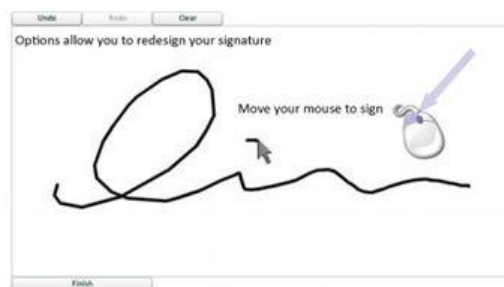 Undo Redo Clear
Options allow you to redesign your signature
Move your mouse to sign
Finish